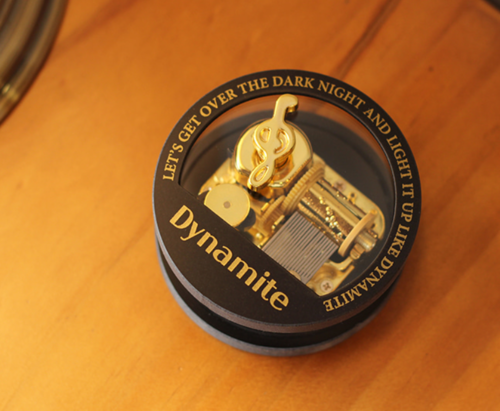 LET'S GET OVER THE DARK NIGHT AND LIGHT IT UP LIKE DYNAMITE
Dynamite